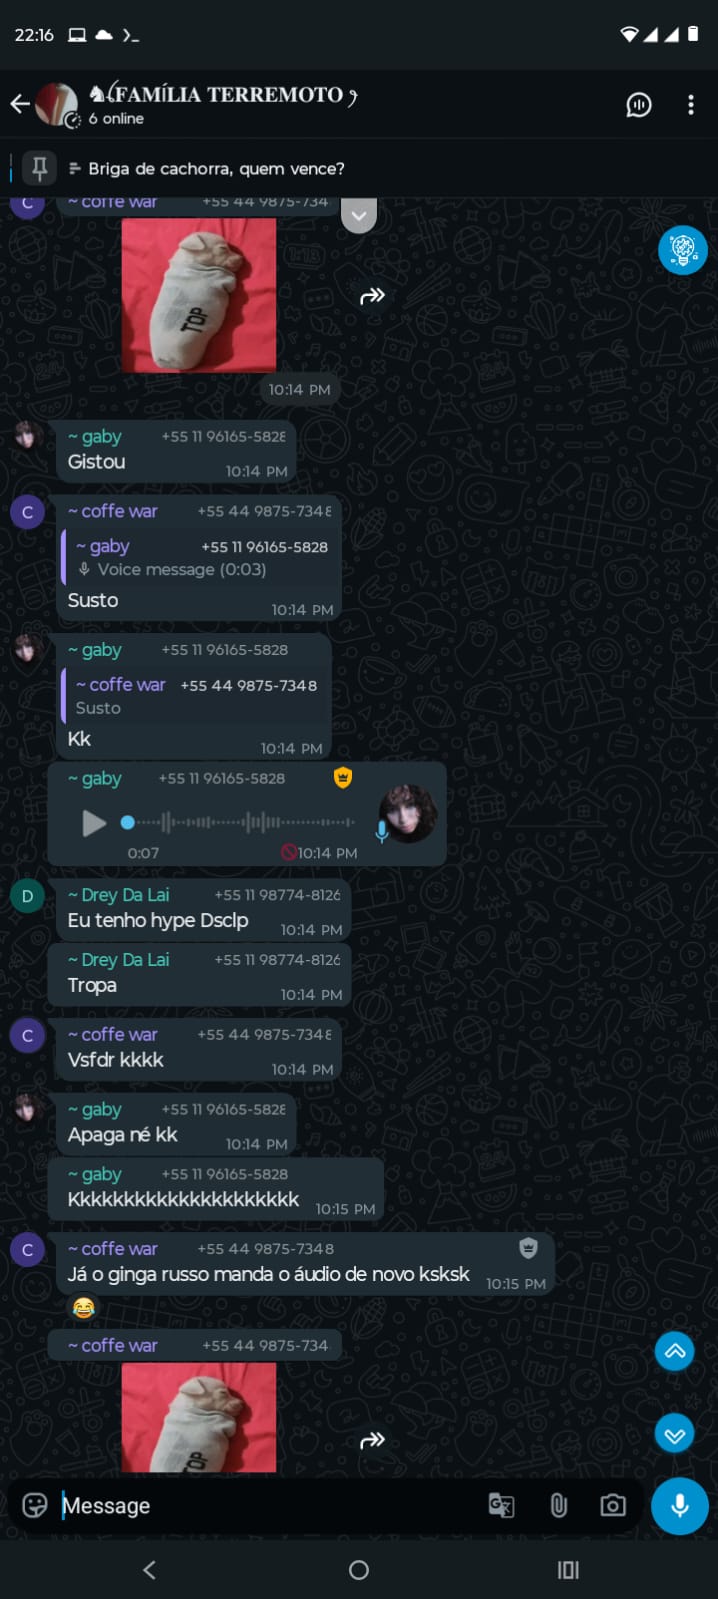 22:16
FAMÍLIA TERREMOTO
6 online
Briga de cachorra, quem vence?
C
~ coffe war +55 44 9875-734
TOP
10:14 PM
~ gaby +55 11 96165-5828
Gistou
10:14 PM
C
~ coffe war +55 44 9875-7348
~ gaby +55 11 96165-5828
Voice message (0:03)
Susto
10:14 PM
~ gaby +55 11 96165-5828
~ coffe war +55 44 9875-7348
Susto
Kk
10:14 PM
~ gaby +55 11 96165-5828
0:07 10:14 PM
D
~ Drey Da Lai +55 11 98774-8126
Eu tenho hype Dsclp
10:14 PM
~ Drey Da Lai +55 11 98774-8126
Tropa
10:14 PM
C
~ coffe war +55 44 9875-7348
Vsfdr kkkk
10:14 PM
~ gaby +55 11 96165-5828
Apaga né kk
10:14 PM
~ gaby +55 11 96165-5828
Kkkkkkkkkkkkkkkkkkkkk
10:15 PM
C
~ coffe war +55 44 9875-7348
Já o ginga russo manda o áudio de novo ksksk
10:15 PM
~ coffe war +55 44 9875-734
TOP
Message